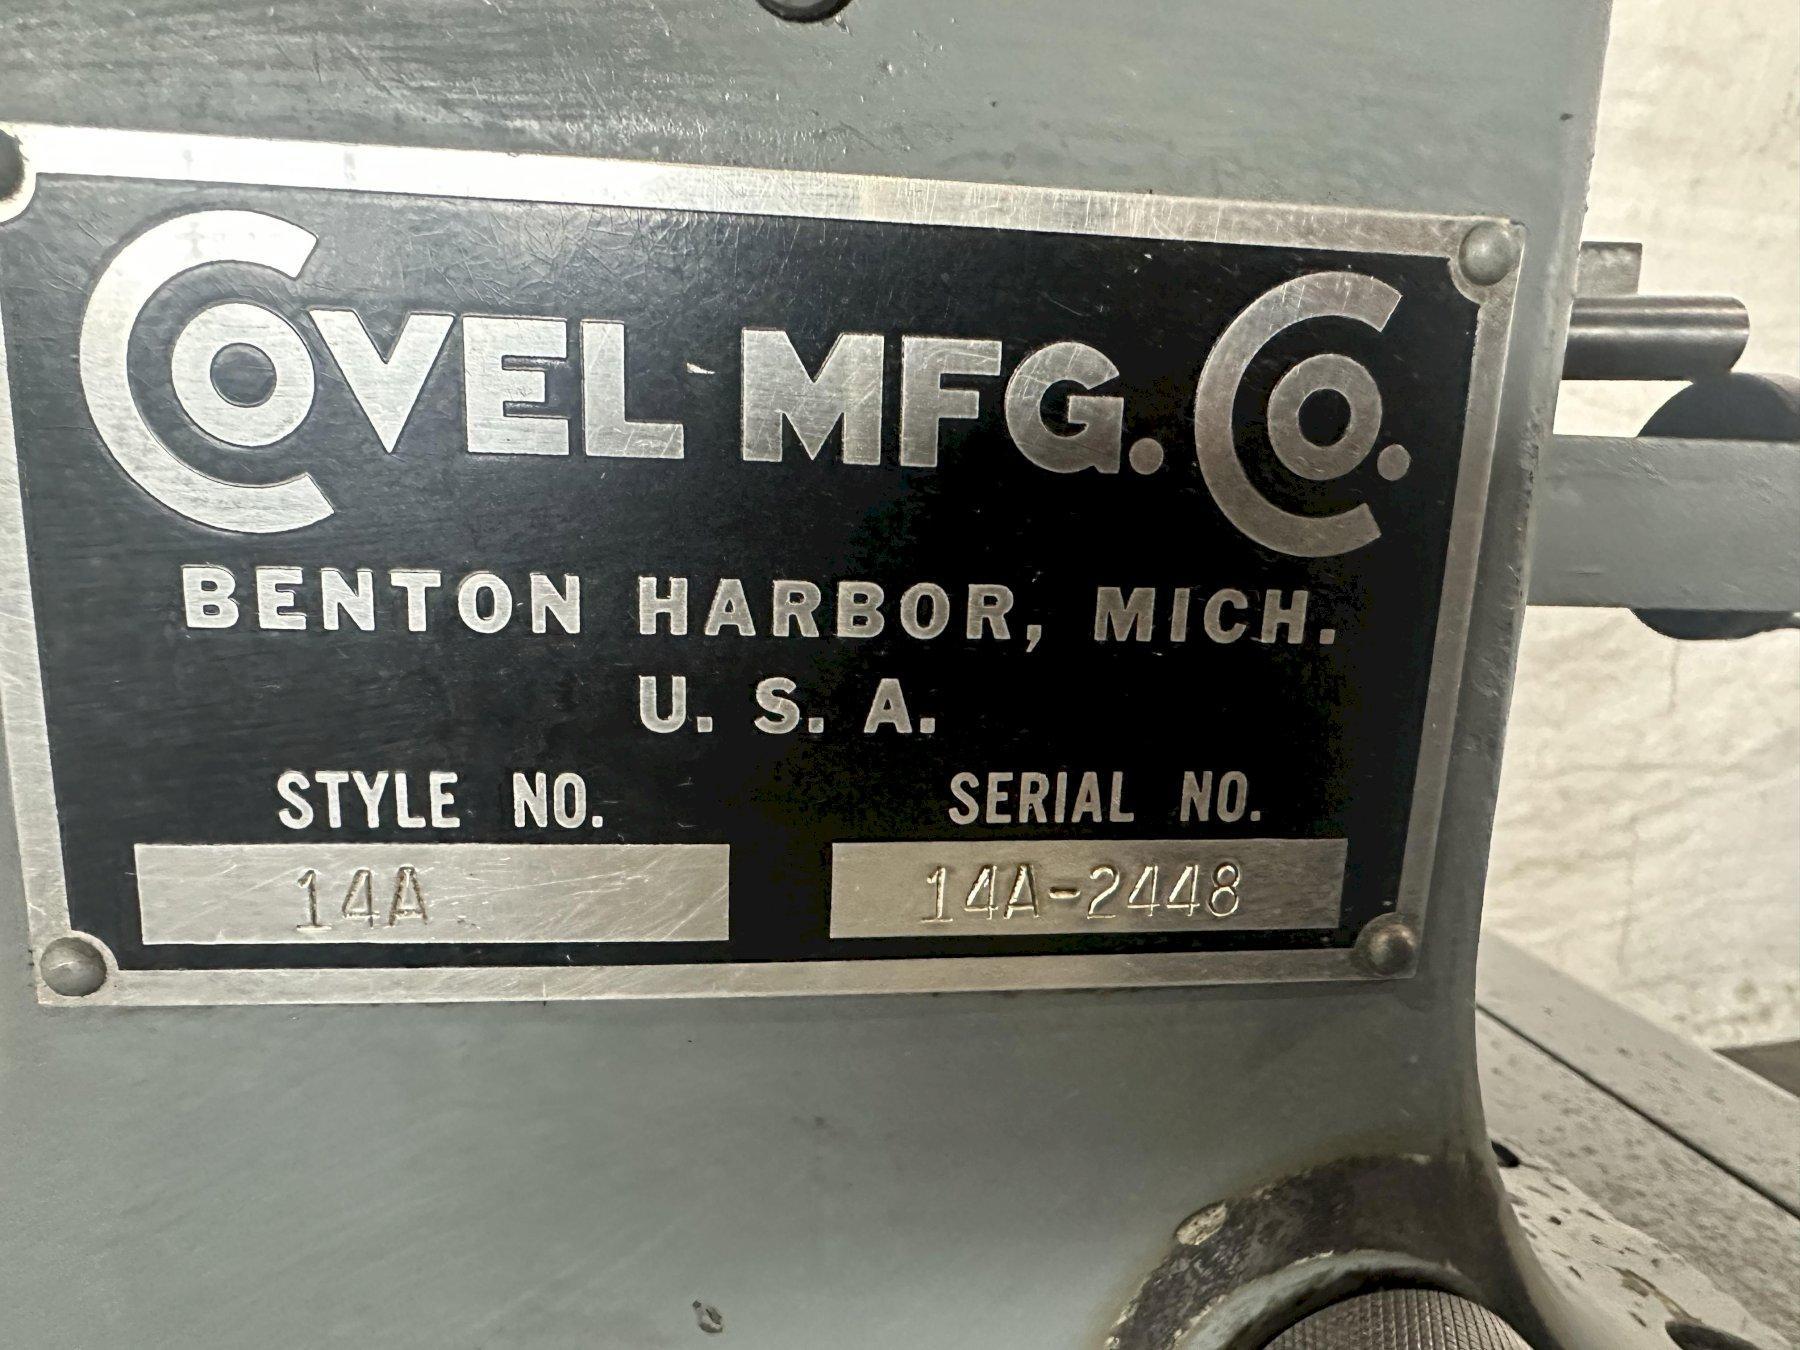 COVEL MFG. CO.
BENTON HARBOR, MICH.
U. S. A.
STYLE NO. SERIAL NO.
14A 14A-2448